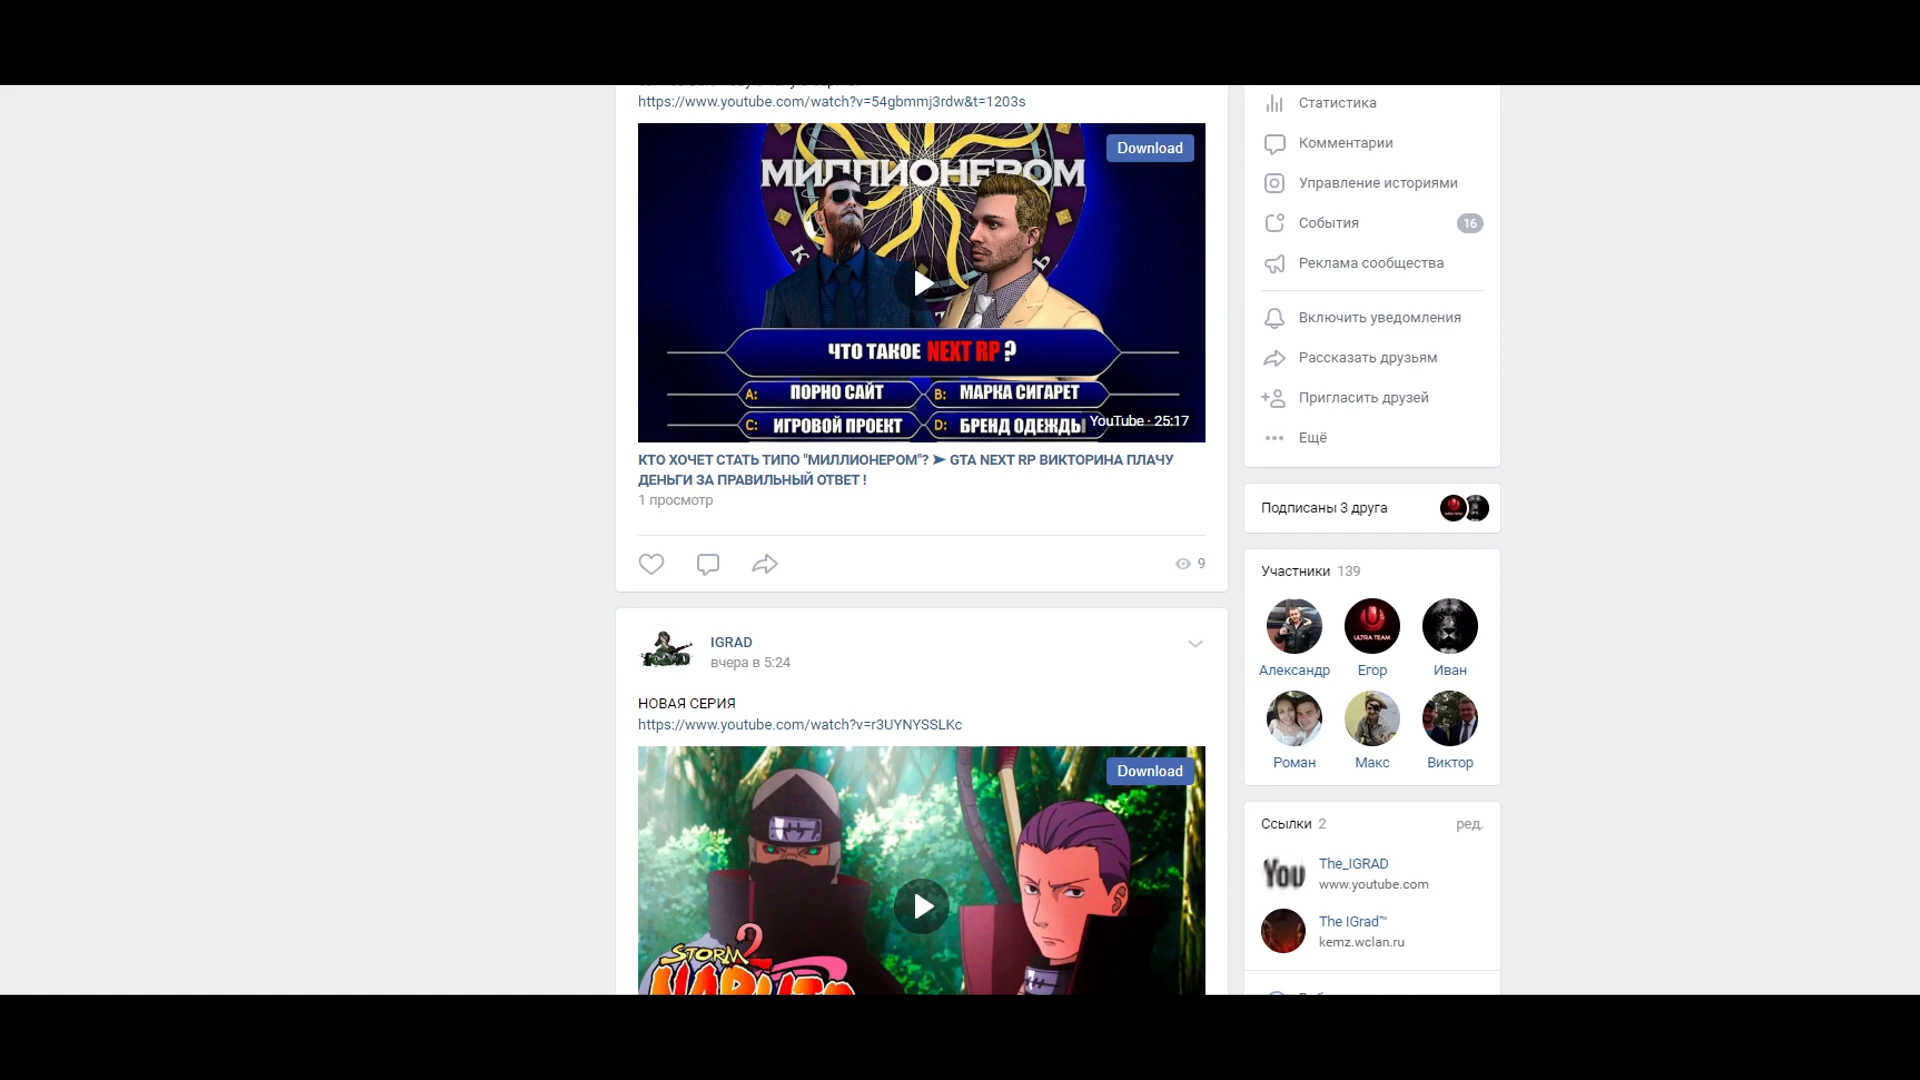 https://www.youtube.com/watch?v=54gbmmj3rdw&t=1203s
Download
МИЛЛИОНЕРОМ
ЧТО ТАКОЕ NEXT RP ?
A: ПОРНО САЙТ
B: МАРКА СИГАРЕТ
C: ИГРОВОЙ ПРОЕКТ
D: БРЕНД ОДЕЖДЫ
YouTube · 25:17
КТО ХОЧЕТ СТАТЬ ТИПО "МИЛЛИОНЕРОМ"? ➤ GTA NEXT RP ВИКТОРИНА ПЛАЧУ
ДЕНЬГИ ЗА ПРАВИЛЬНЫЙ ОТВЕТ !
1 просмотр
9
IGRAD
вчера в 5:24
НОВАЯ СЕРИЯ
https://www.youtube.com/watch?v=r3UYNYSSLKc
Download
STORM 2
NARUTO
Статистика
Комментарии
Управление историями
События 16
Реклама сообщества
Включить уведомления
Рассказать друзьям
Пригласить друзей
Ещё
Подписаны 3 друга
Участники 139
ULTRA TEAM
Александр
Егор
Иван
Роман
Макс
Виктор
Ссылки 2
ред.
You
The_IGRAD
www.youtube.com
The IGrad™
kemz.wclan.ru